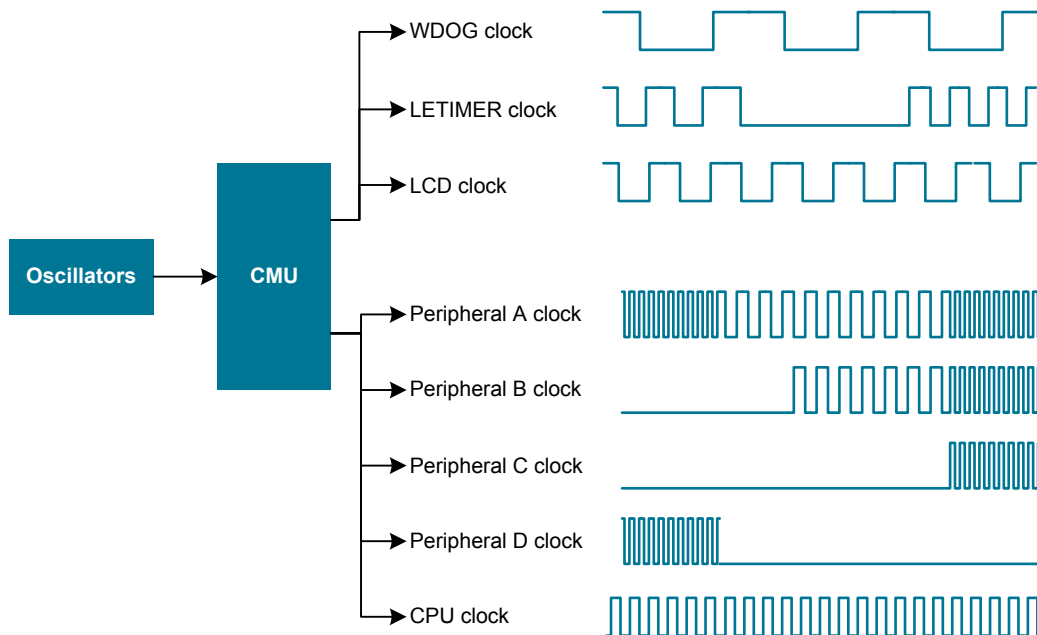 WDOG clock
LETIMER clock
LCD clock
Oscillators
CMU
Peripheral A clock
Peripheral B clock
Peripheral C clock
Peripheral D clock
CPU clock